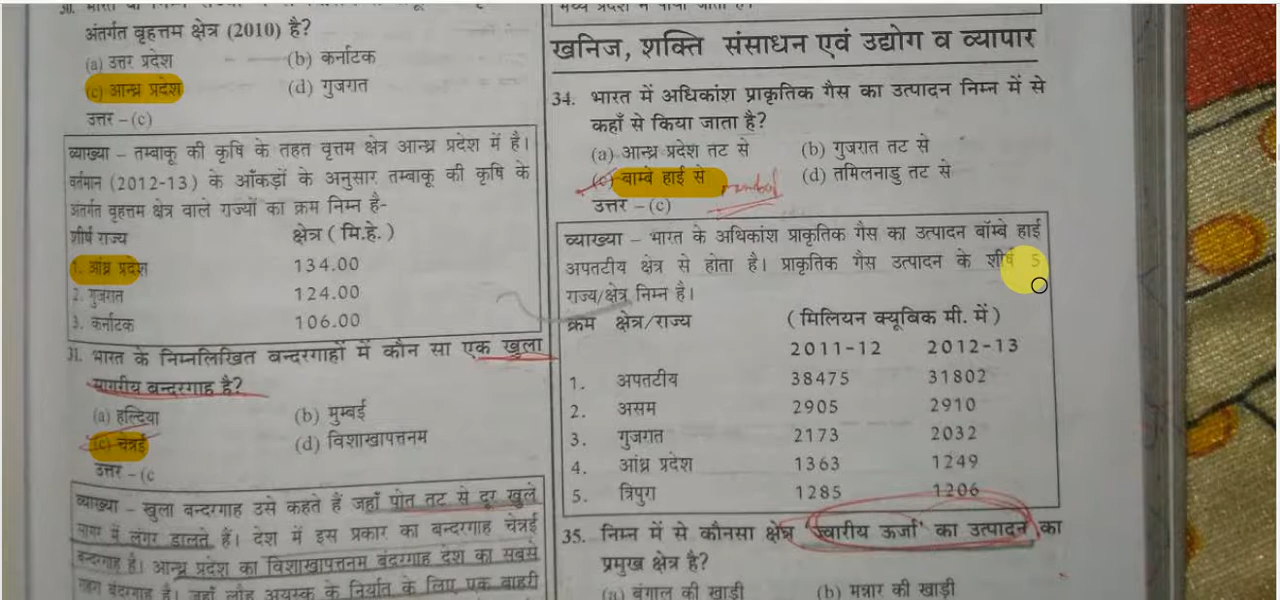 अंतर्गत वृहत्तम क्षेत्र (2010) है?
(a) उत्तर प्रदेश (b) कर्नाटक
(c) आन्ध्र प्रदेश (d) गुजरात
उत्तर –(c)
व्याख्या – तम्बाकू की कृषि के तहत वृत्तम क्षेत्र आन्ध्र प्रदेश में है।
वर्तमान (2012-13) के आँकड़ों के अनुसार तम्बाकू की कृषि के
अंतर्गत वृहत्तम क्षेत्र वाले राज्यों का क्रम निम्न है-
शीर्ष राज्य क्षेत्र ( मि.हे. )
1. आंध्र प्रदेश 134.00
2. गुजरात 124.00
3. कर्नाटक 106.00
31. भारत के निम्नलिखित बन्दरगाहों में कौन सा एक खुला
सागरीय बन्दरगाह है?
(a) हल्दिया (b) मुम्बई
(c) चेन्नई (d) विशाखापत्तनम
उत्तर –(c
व्याख्या – खुला बन्दरगाह उसे कहते हैं जहाँ पोत तट से दूर खुले
सागर में लंगर डालते हैं। देश में इस प्रकार का बन्दरगाह चेन्नई
बन्दरगाह है। आन्ध्र प्रदेश का विशाखापत्तनम बंदरगाह देश का सबसे
गहरा बंदरगाह है। जहाँ लौह अयस्क के निर्यात के लिए एक बाहरी
मध्य प्रदेश में पाया जाता है।
खनिज, शक्ति संसाधन एवं उद्योग व व्यापार
34. भारत में अधिकांश प्राकृतिक गैस का उत्पादन निम्न में से
कहाँ से किया जाता है?
(a) आन्ध्र प्रदेश तट से (b) गुजरात तट से
(c) बाम्बे हाई से (d) तमिलनाडु तट से
उत्तर –(c)
व्याख्या – भारत के अधिकांश प्राकृतिक गैस का उत्पादन बॉम्बे हाई
अपतटीय क्षेत्र से होता है। प्राकृतिक गैस उत्पादन के शीर्ष 5
राज्य/क्षेत्र निम्न है।
क्रम क्षेत्र/राज्य ( मिलियन क्यूबिक मी. में )
2011-12 2012-13
1. अपतटीय 38475 31802
2. असम 2905 2910
3. गुजरात 2173 2032
4. आंध्र प्रदेश 1363 1249
5. त्रिपुरा 1285 1206
35. निम्न में से कौनसा क्षेत्र 'ज्वारीय ऊर्जा' का उत्पादन का
प्रमुख क्षेत्र है?
(a) बंगाल की खाड़ी (b) मन्नार की खाड़ी